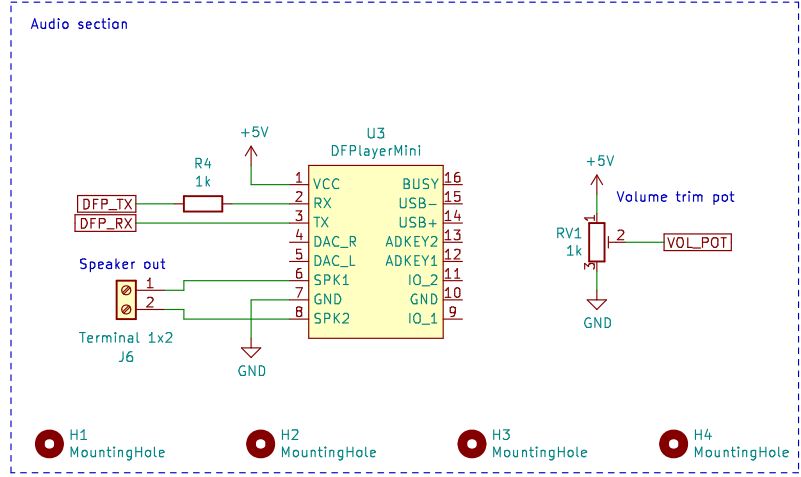 Audio section
+5V
U3
DFPlayerMini
R4
1k
DFP_TX
DFP_RX
1 VCC BUSY 16
2 RX USB- 15
3 TX USB+ 14
4 DAC_R ADKEY2 13
5 DAC_L ADKEY1 12
6 SPK1 IO_2 11
7 GND GND 10
8 SPK2 IO_1 9
Speaker out
1
2
Terminal 1x2
J6
GND
+5V
Volume trim pot
1
RV1
1k
2
VOL_POT
3
GND
H1
MountingHole
H2
MountingHole
H3
MountingHole
H4
MountingHole